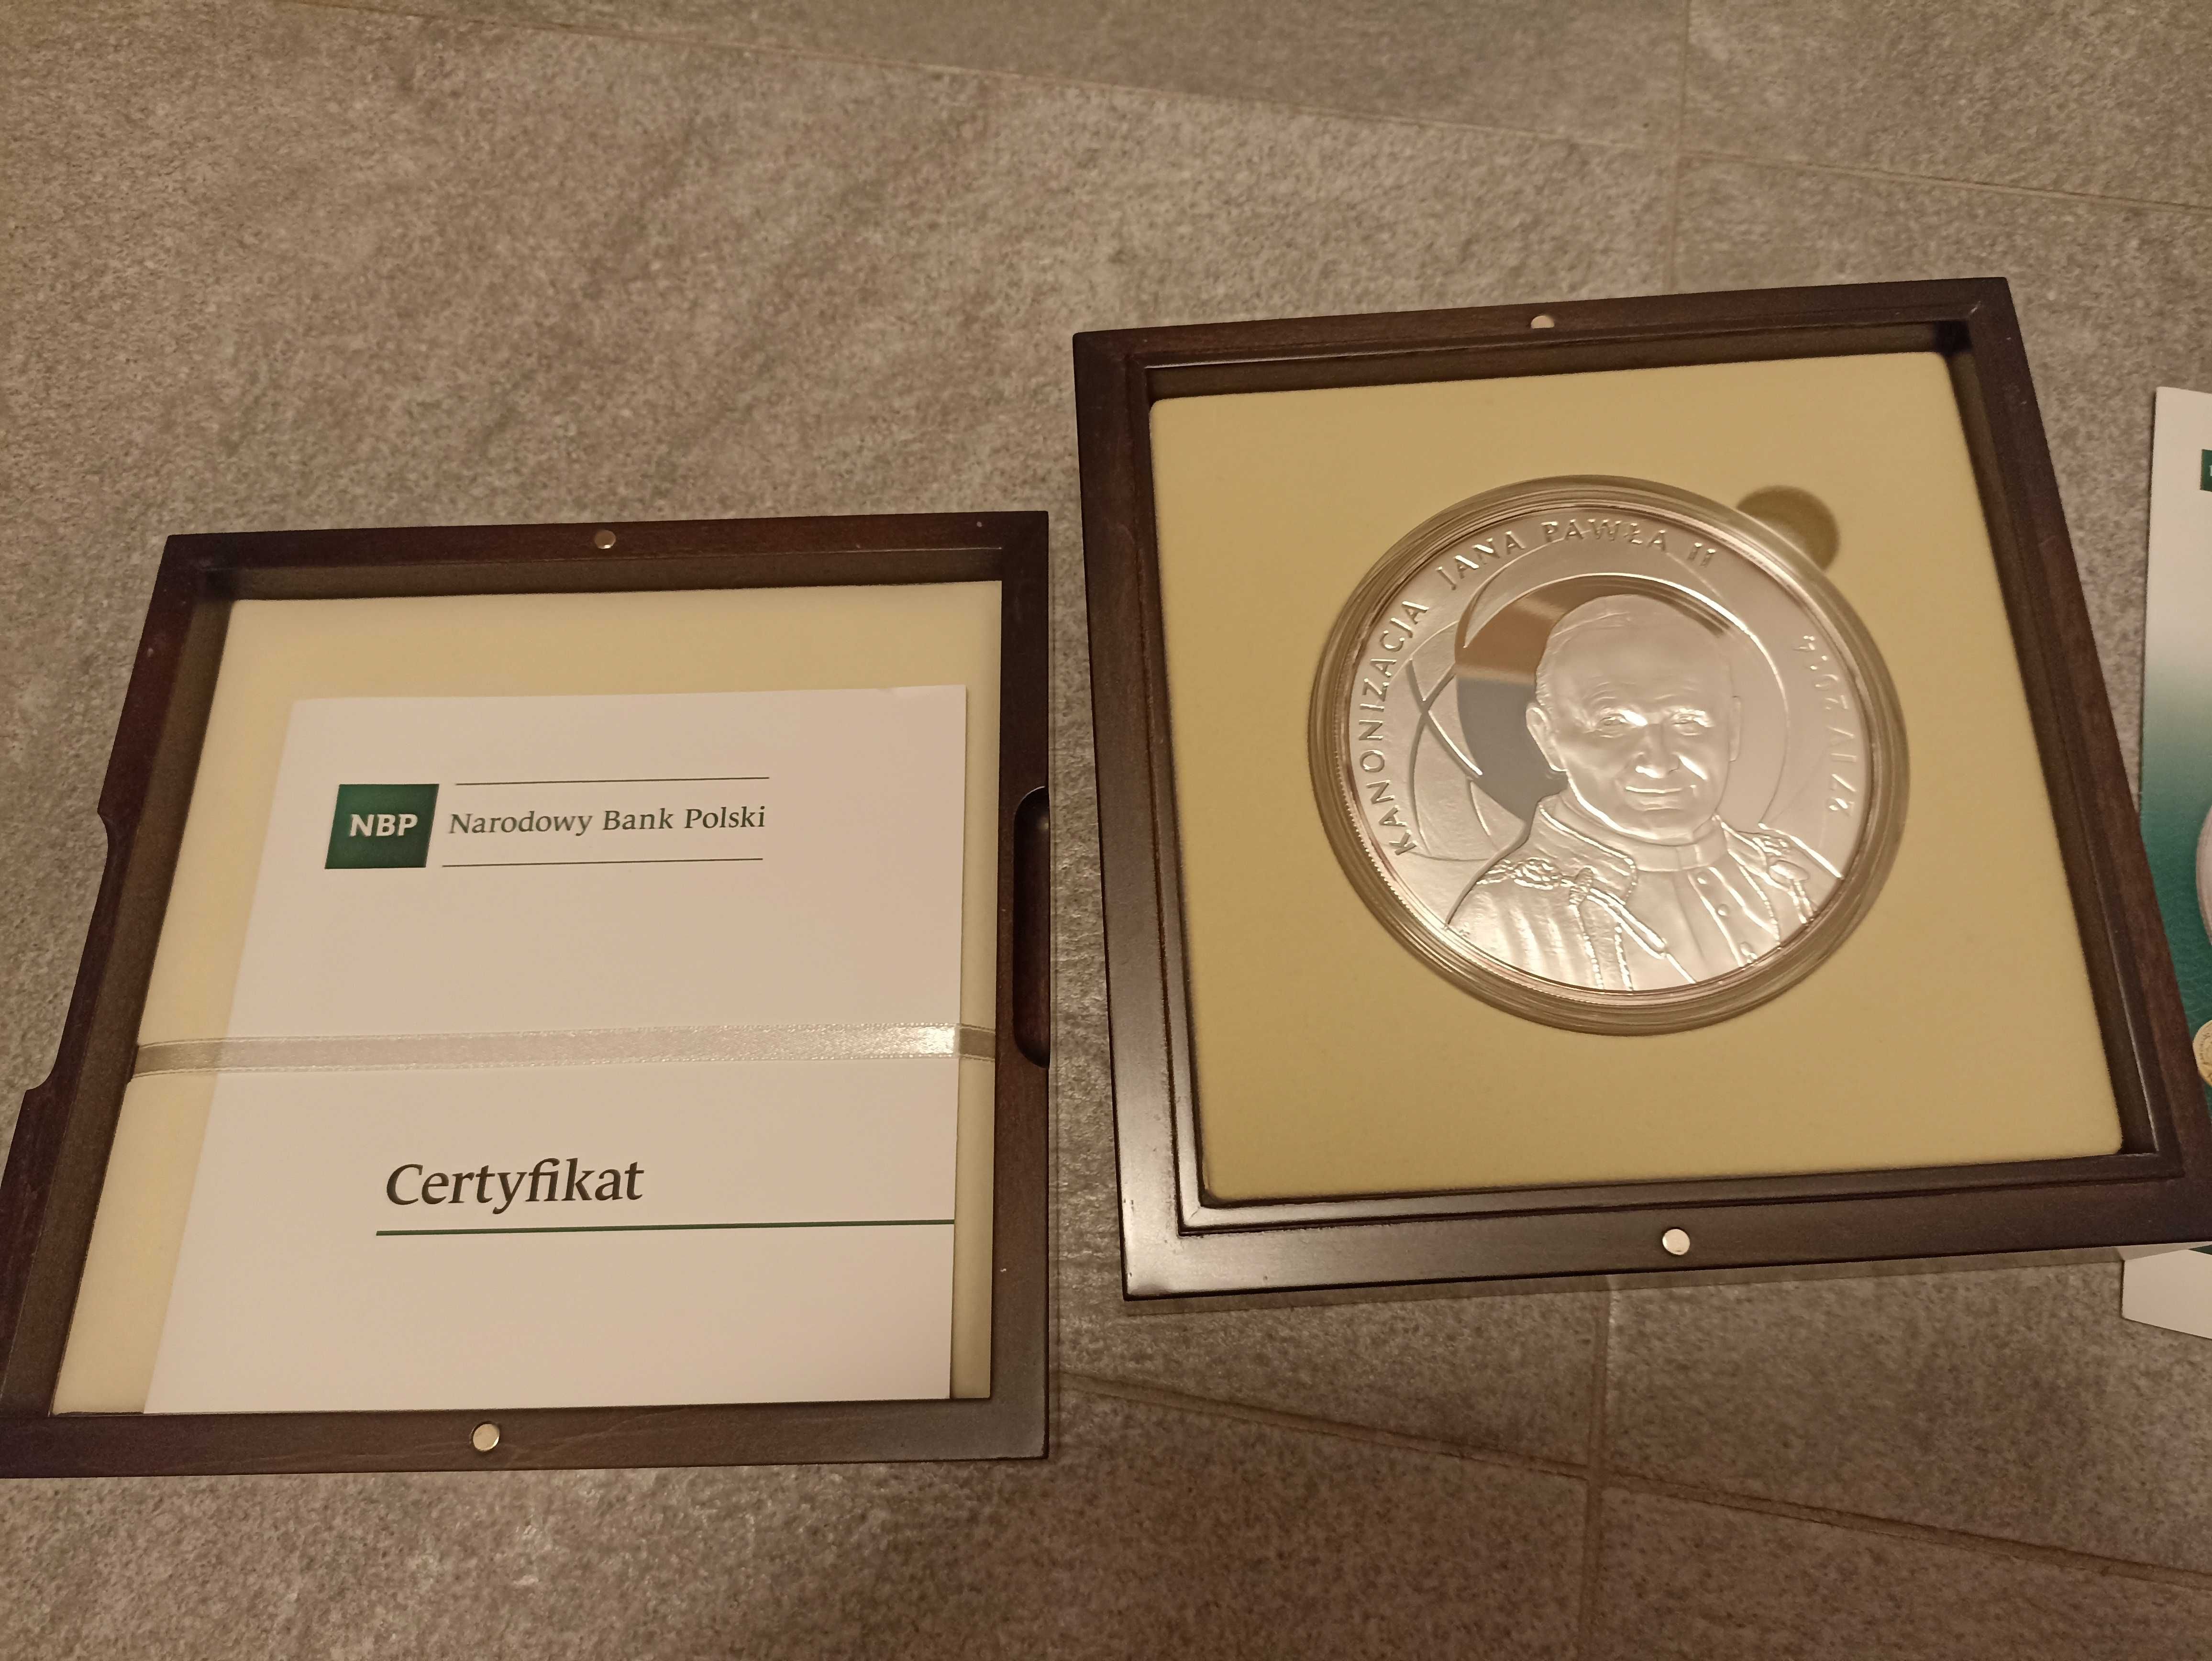 NBP Narodowy Bank Polski
Certyfikat
KANONIZACJA JANA PAWŁA II
27 IV 2014